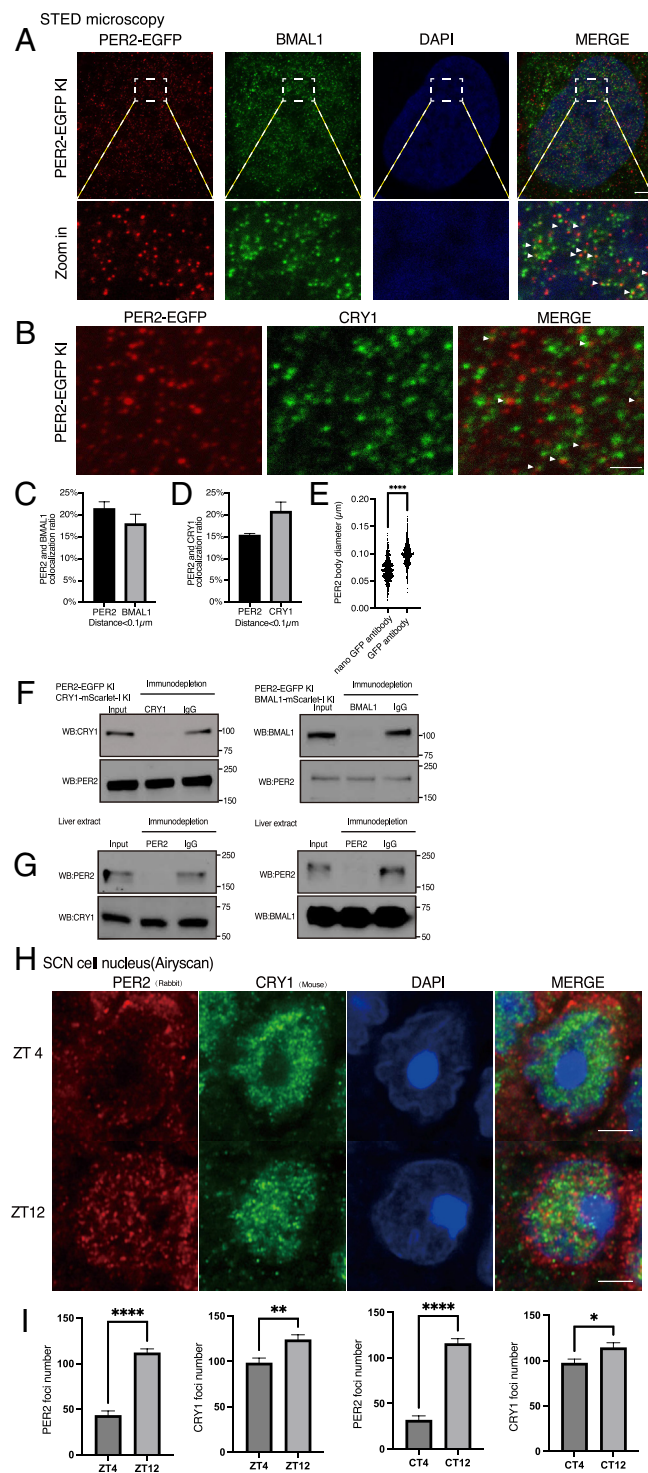 STED microscopy
A
PER2-EGFP BMAL1 DAPI MERGE
PER2-EGFP KI
Zoom in
B
PER2-EGFP CRY1 MERGE
PER2-EGFP KI
C
PER2 and BMAL1
colocalization ratio
25%
20%
15%
10%
5%
0%
PER2 BMAL1
Distance<0.1μm
D
PER2 and CRY1
colocalization ratio
25%
20%
15%
10%
5%
0%
PER2 CRY1
Distance<0.1μm
E
PER2 body diameter (μm)
0.20
0.15
0.10
0.05
0.00
****
nano GFP antibody
GFP antibody
F
PER2-EGFP KI
CRY1-mScarlet-I KI
Immunodepletion
Input CRY1 IgG
WB:CRY1
100
75
WB:PER2
250
150
PER2-EGFP KI
BMAL1-mScarlet-I KI
Immunodepletion
Input BMAL1 IgG
WB:BMAL1
100
75
WB:PER2
250
150
G
Liver extract
Immunodepletion
Input PER2 IgG
WB:PER2
250
150
WB:CRY1
75
50
Liver extract
Immunodepletion
Input PER2 IgG
WB:PER2
250
150
WB:BMAL1
75
50
H SCN cell nucleus(Airyscan)
PER2 (Rabbit) CRY1 (Mouse) DAPI MERGE
ZT 4
ZT12
I
PER2 foci number
150
100
50
0
****
ZT4 ZT12
CRY1 foci number
150
100
50
0
**
ZT4 ZT12
PER2 foci number
150
100
50
0
****
CT4 CT12
CRY1 foci number
150
100
50
0
*
CT4 CT12